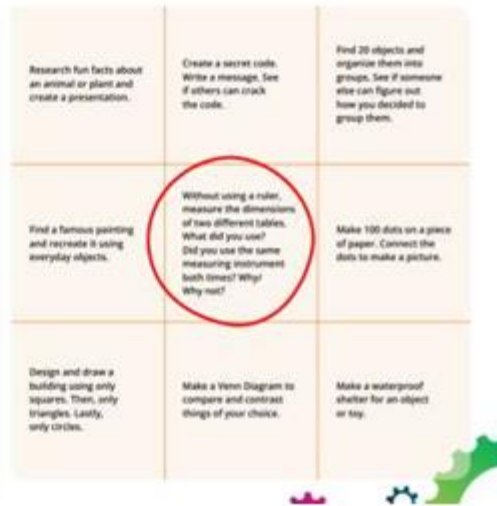 Research fun facts about
an animal or plant and
create a presentation.
Create a secret code.
Write a message. See
if others can crack
the code.
Find 20 objects and
organize them into
groups. See if someone
else can figure out
how you decided to
group them.
Find a famous painting
and recreate it using
everyday objects.
Without using a ruler,
measure the dimensions
of two different tables.
What did you use?
Did you use the same
measuring instrument
both times? Why/
Why not?
Make 100 dots on a piece
of paper. Connect the
dots to make a picture.
Design and draw a
building using only
squares. Then, only
triangles. Lastly,
only circles.
Make a Venn Diagram to
compare and contrast
things of your choice.
Make a waterproof
shelter for an object
or toy.